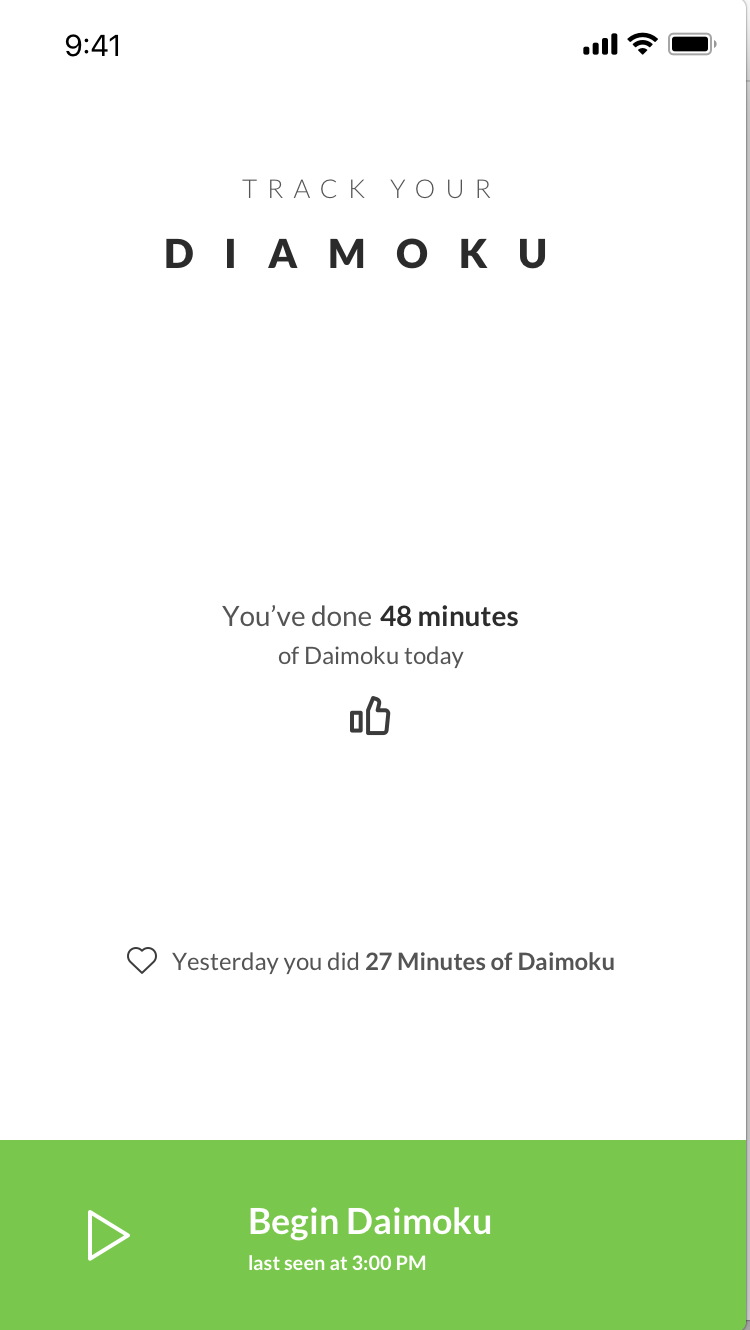 9:41
TRACK YOUR
DIAMOKU
You’ve done 48 minutes
of Daimoku today
Yesterday you did 27 Minutes of Daimoku
Begin Daimoku
last seen at 3:00 PM